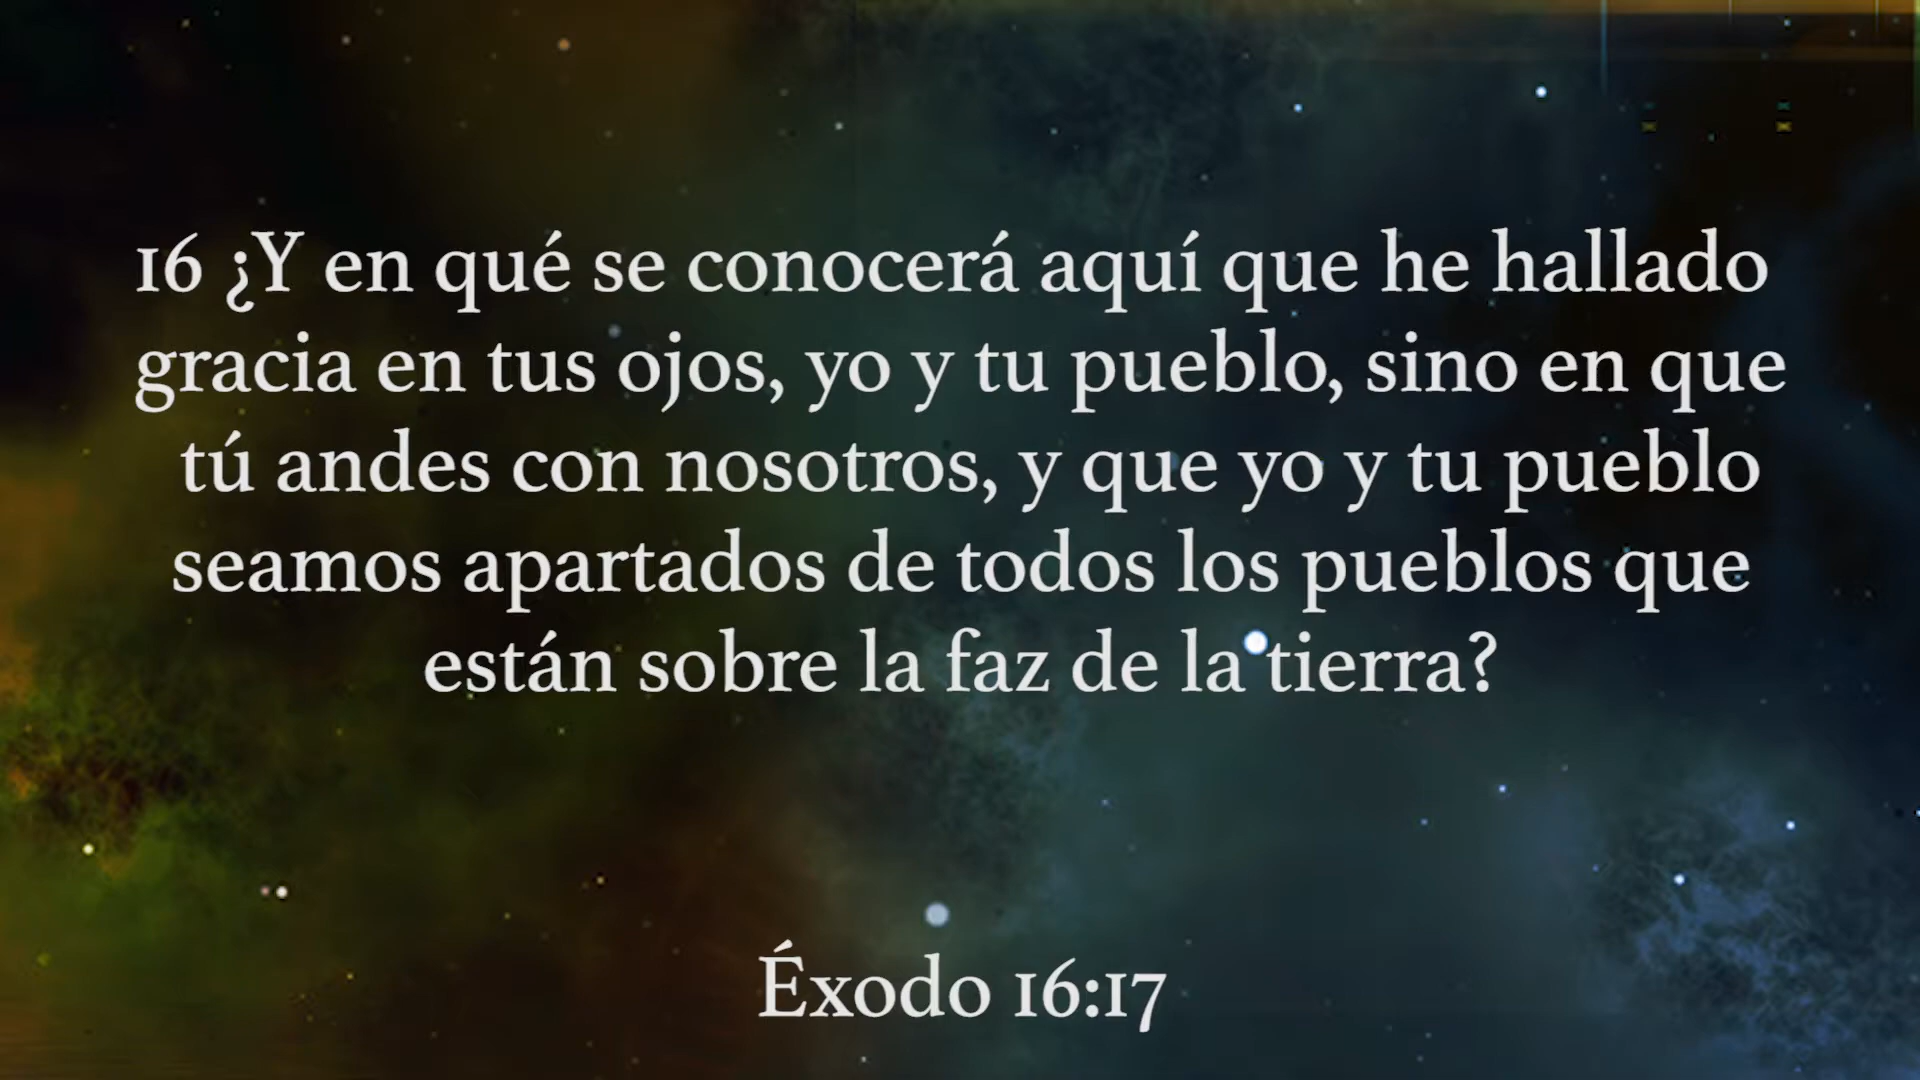 16 ¿Y en qué se conocerá aquí que he hallado
gracia en tus ojos, yo y tu pueblo, sino en que
tú andes con nosotros, y que yo y tu pueblo
seamos apartados de todos los pueblos que
están sobre la faz de la tierra?
Éxodo 16:17